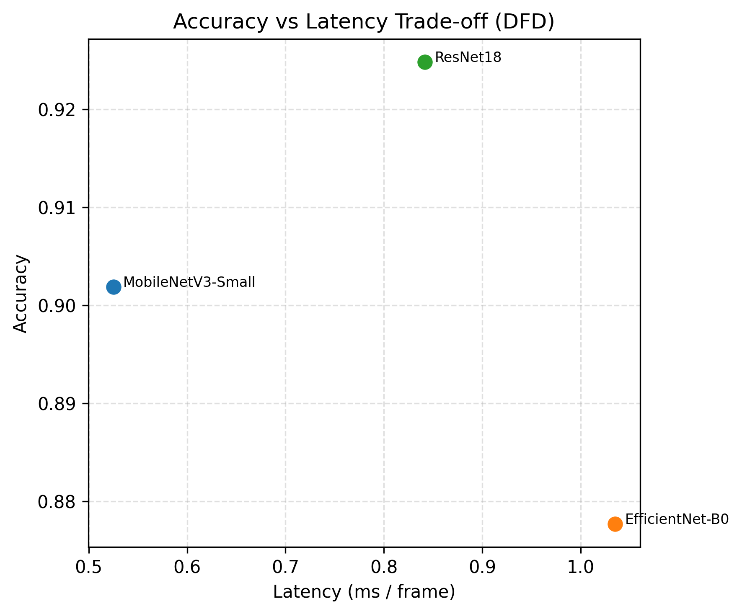 Accuracy vs Latency Trade-off (DFD)
ResNet18
0.92
0.91
MobileNetV3-Small
0.90
0.89
0.88
EfficientNet-B0
Accuracy
0.5 0.6 0.7 0.8 0.9 1.0
Latency (ms / frame)